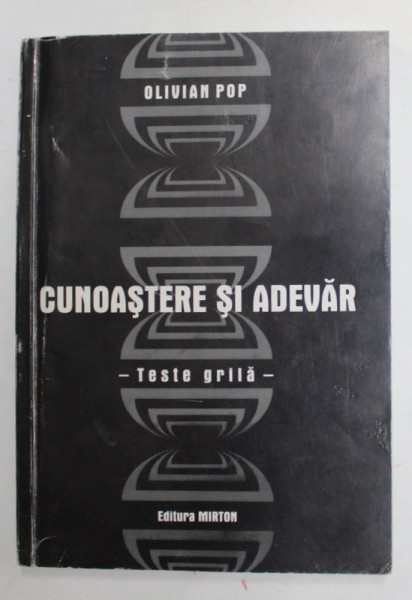 OLIVIAN POP
CUNOAŞTERE ŞI ADEVĂR
– Teste grilă –
Editura MIRTON